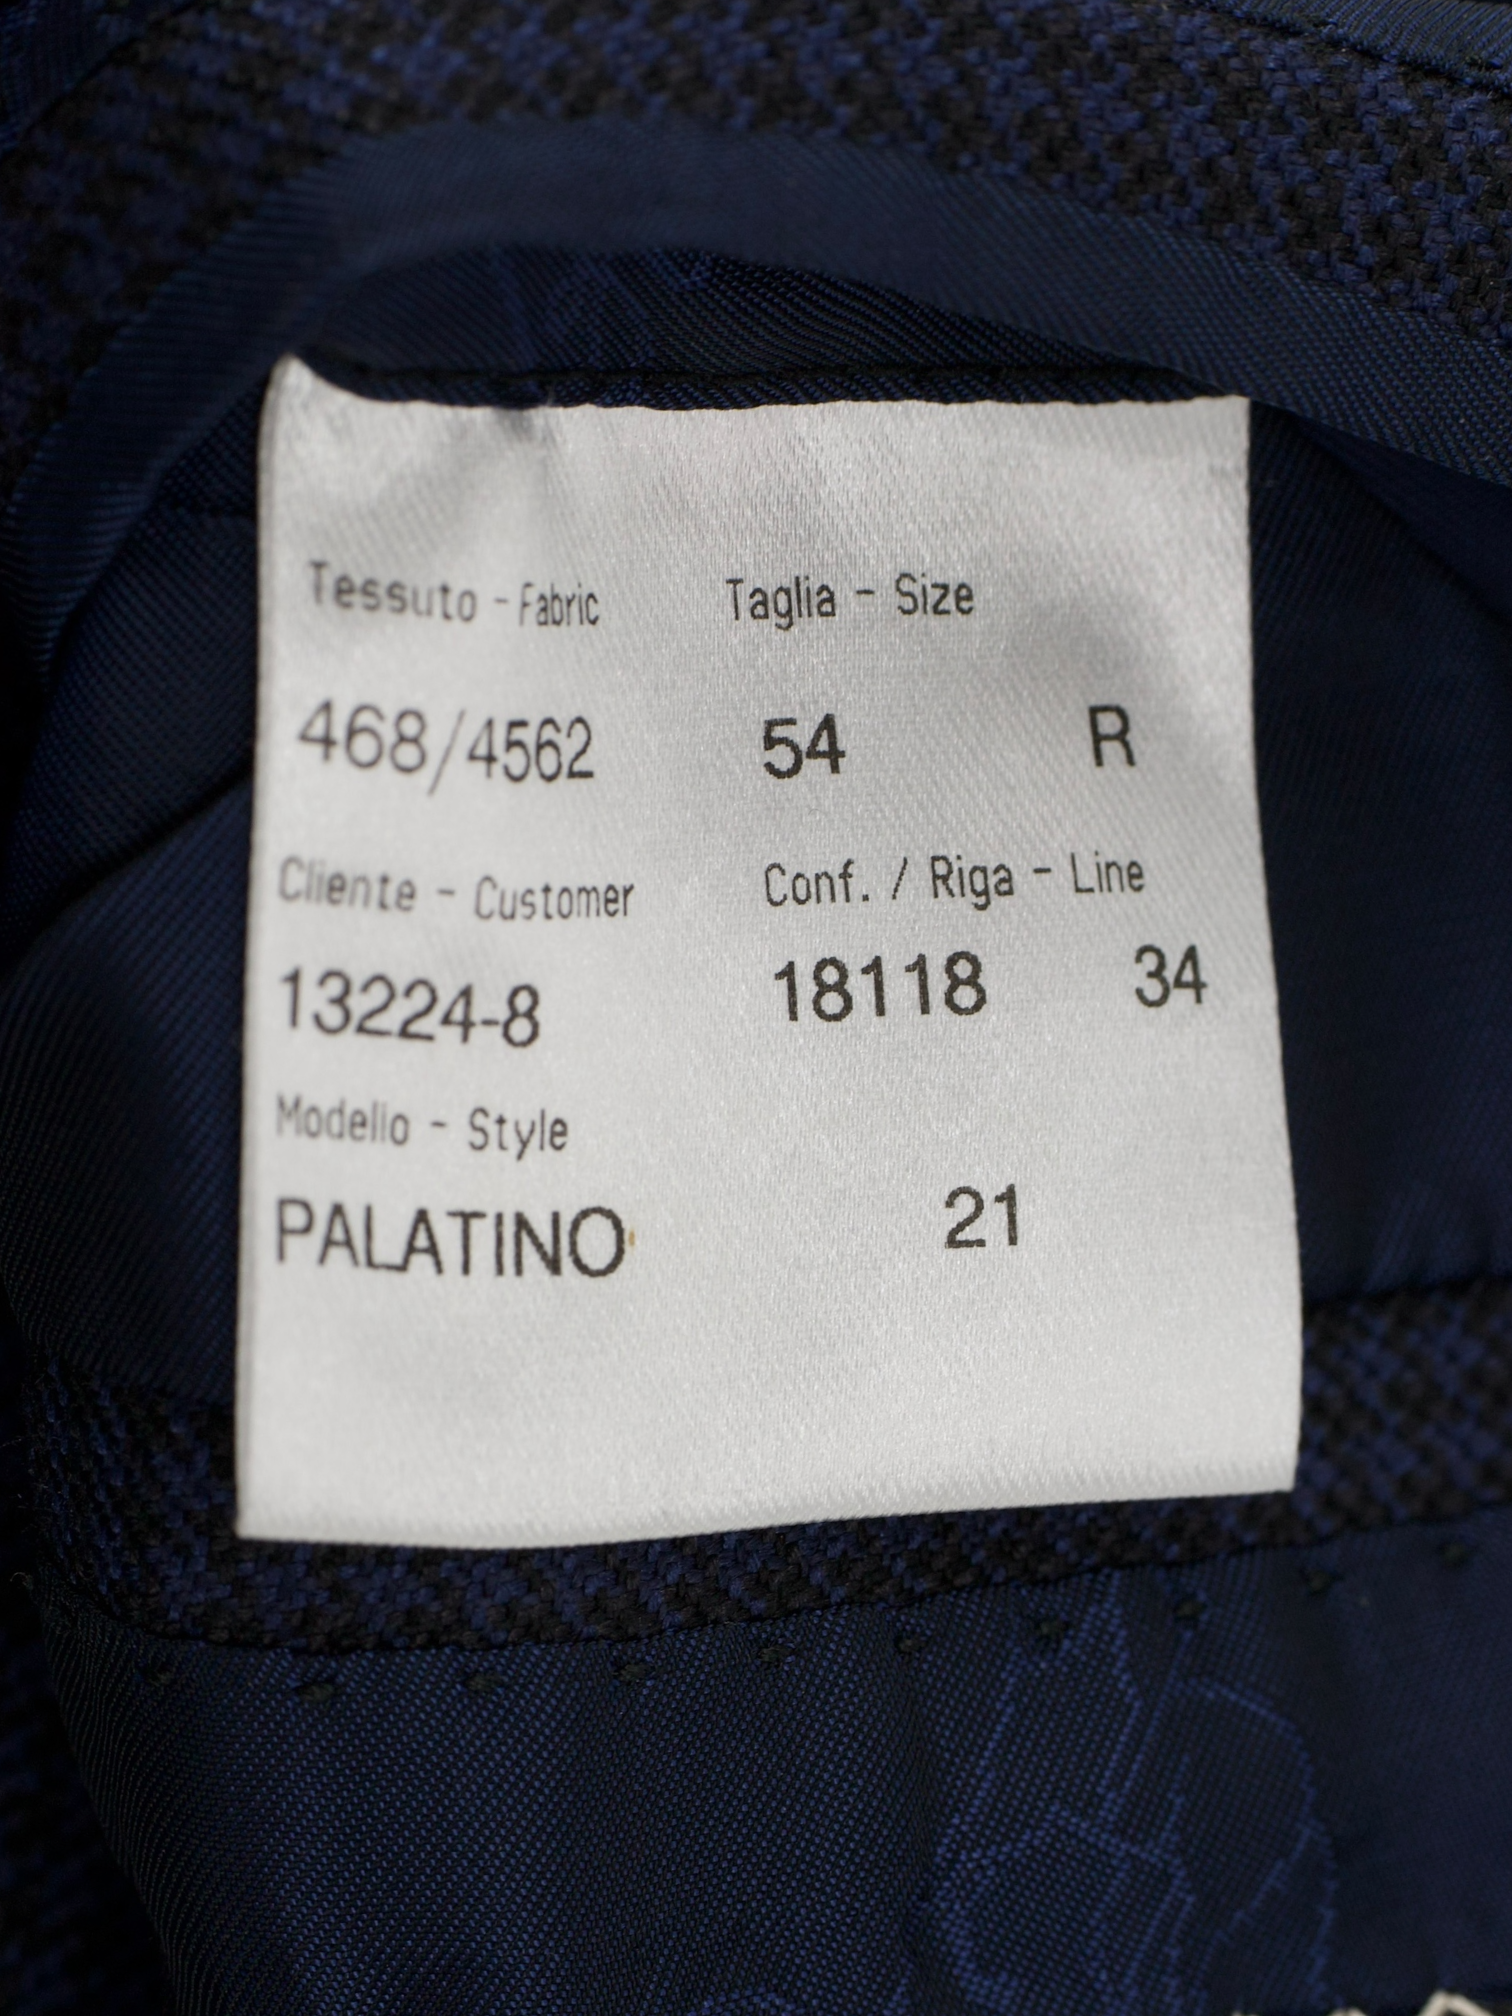 Tessuto - Fabric Taglia - Size
468/4562 54 R
Cliente - Customer Conf. / Riga - Line
13224-8 18118 34
Modello - Style
PALATINO 21